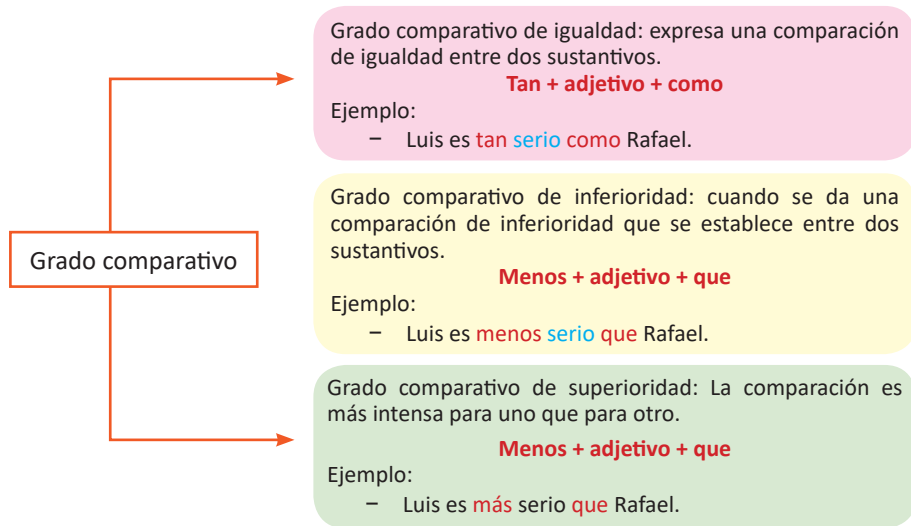 Grado comparativo
Grado comparativo de igualdad: expresa una comparación
de igualdad entre dos sustantivos.
Tan + adjetivo + como
Ejemplo:
– Luis es tan serio como Rafael.
Grado comparativo de inferioridad: cuando se da una
comparación de inferioridad que se establece entre dos
sustantivos.
Menos + adjetivo + que
Ejemplo:
– Luis es menos serio que Rafael.
Grado comparativo de superioridad: La comparación es
más intensa para uno que para otro.
Menos + adjetivo + que
Ejemplo:
– Luis es más serio que Rafael.